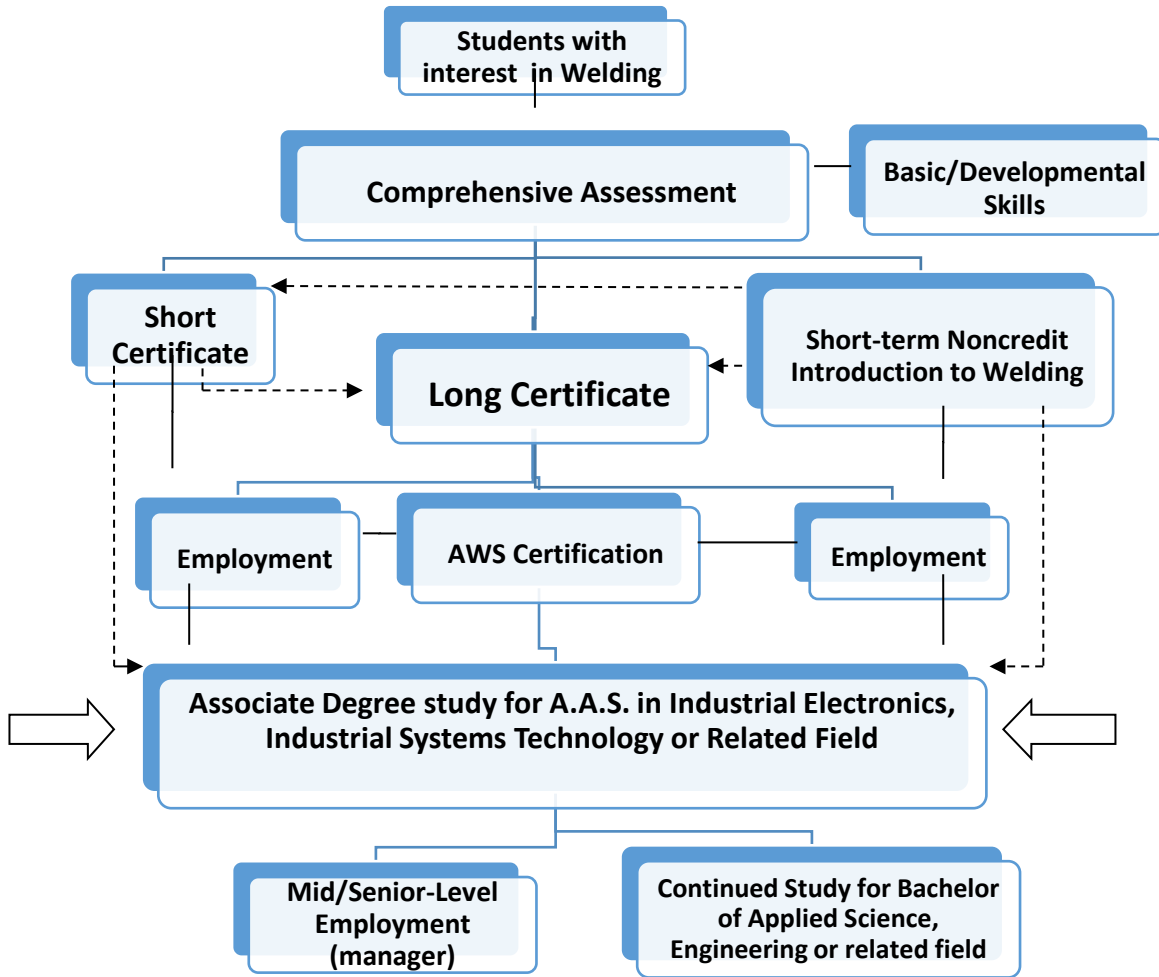 Students with
interest in Welding
Comprehensive Assessment
Basic/Developmental
Skills
Short
Certificate
Long Certificate
Short-term Noncredit
Introduction to Welding
Employment
AWS Certification
Employment
Associate Degree study for A.A.S. in Industrial Electronics,
Industrial Systems Technology or Related Field
Mid/Senior-Level
Employment
(manager)
Continued Study for Bachelor
of Applied Science,
Engineering or related field